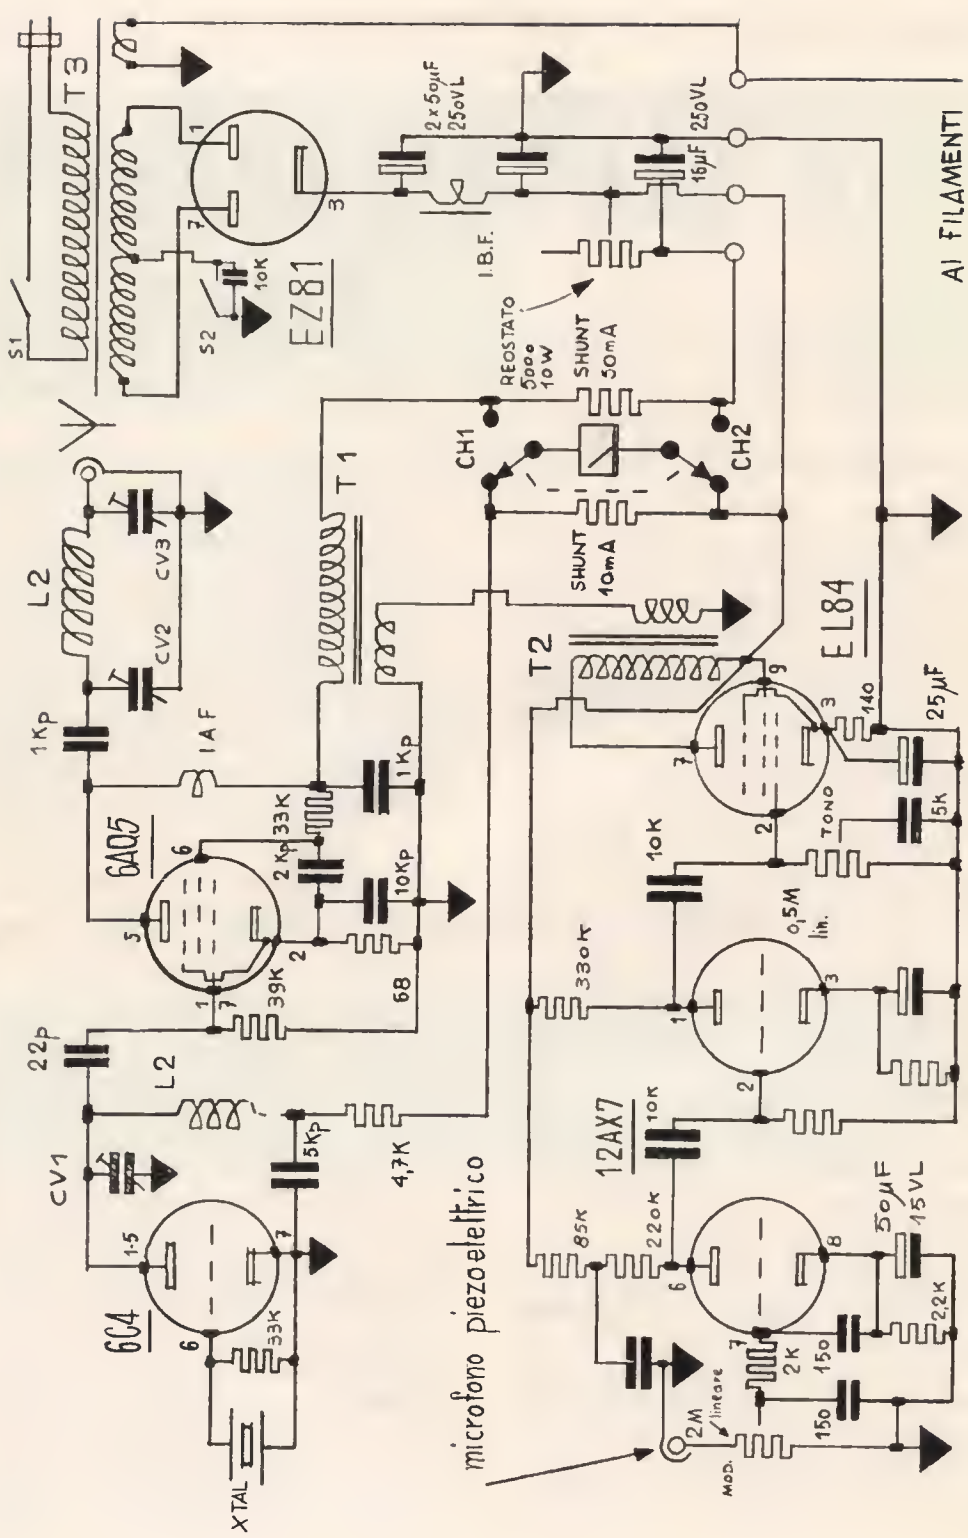 XTAL
6C4
6
33K
1-5
7
CV1
22p
L2
5Kp
4,7K
1
7
39K
6AQ5
5
6
2
68
2Kp
33K
10Kp
1Kp
1AF
1Kp
L2
CV2
CV3
T1
S1
T3
7
1
3
S2
10K
EZ81
2x50µF
250VL
I.B.F.
REOSTATO
5000
10W
16µF
250VL
SHUNT
50mA
CH1
CH2
SHUNT
10mA
AI FILAMENTI
microfono piezoelettrico
MOD.
2M
lineare
150
2K
150
7
6
8
85K
220K
2,2K
50µF
15VL
12AX7
10K
2
1
3
330K
10K
0,5M
lin.
TONO
5K
2
7
9
3
140
25µF
T2
EL84